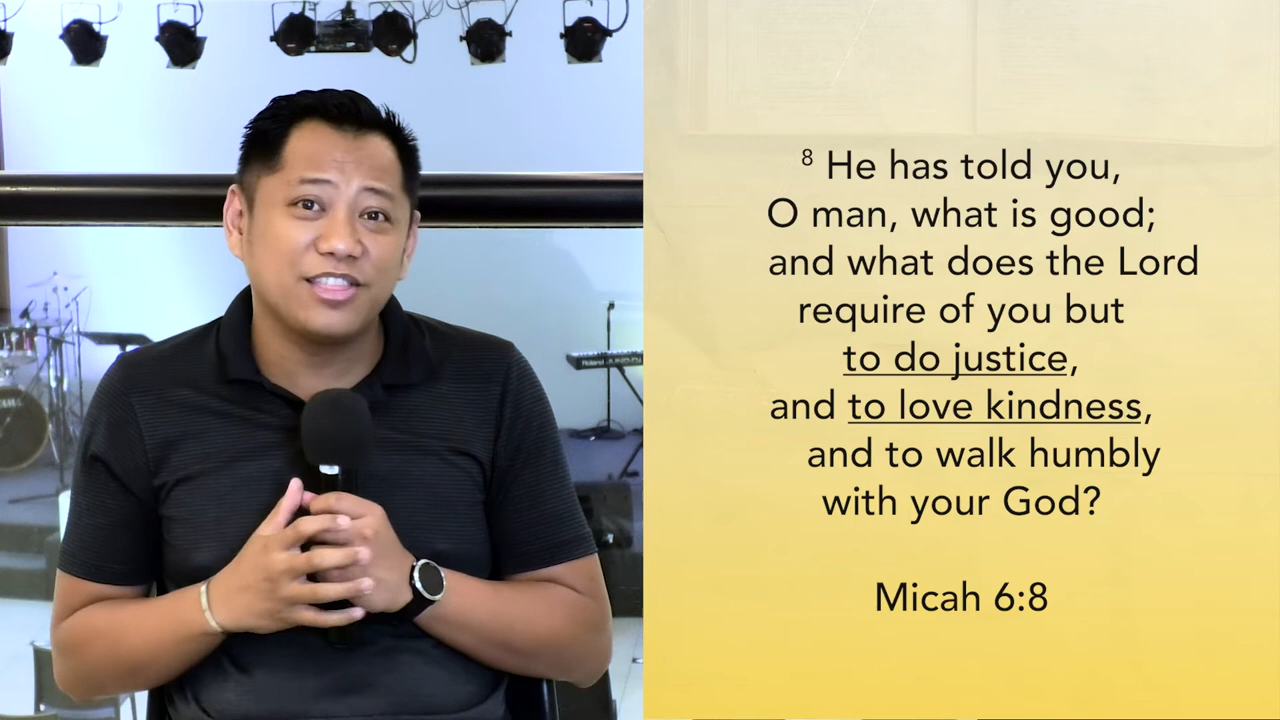 ⁸ He has told you,
O man, what is good;
and what does the Lord
require of you but
to do justice,
and to love kindness,
and to walk humbly
with your God?
Micah 6:8
Roland